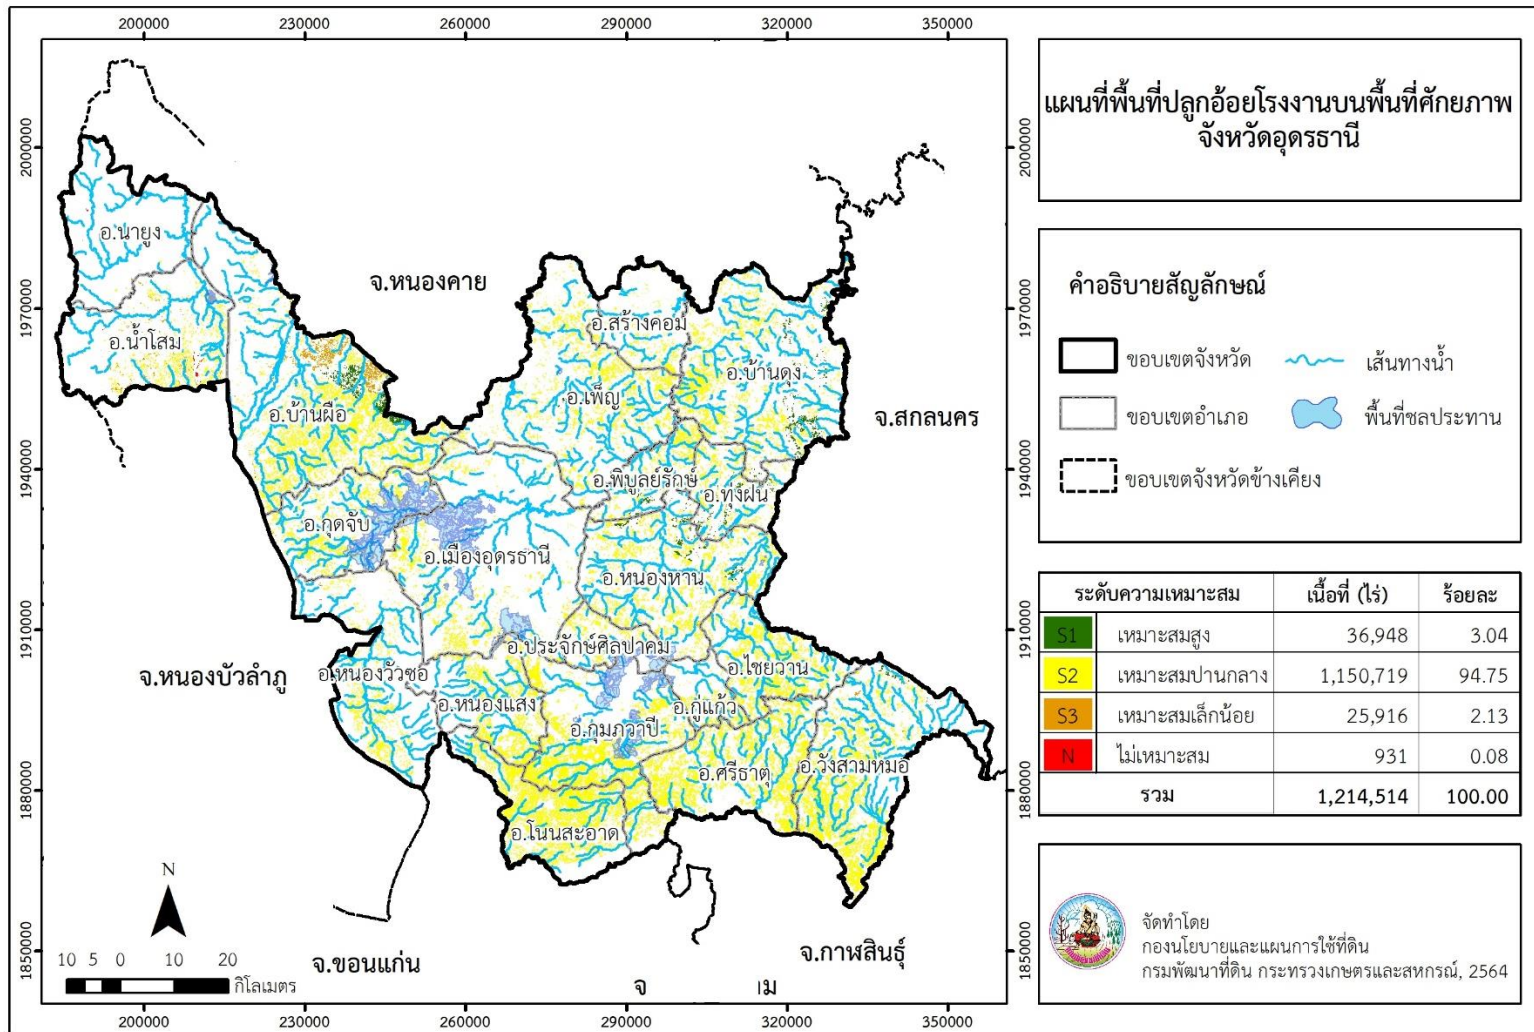 200000 230000 260000 290000 320000 350000
แผนที่พื้นที่ปลูกอ้อยโรงงานบนพื้นที่ศักยภาพ
จังหวัดอุดรธานี
2000000 2000000
1970000 1970000
1940000 1940000
1910000 1910000
1880000 1880000
1850000 1850000
อ.นายูง
จ.หนองคาย
อ.น้ำโสม
อ.สร้างคอม
อ.บ้านดุง
อ.เพ็ญ
อ.บ้านผือ
จ.สกลนคร
อ.พิบูลย์รักษ์
อ.ทุ่งฝน
อ.กุดจับ
อ.เมืองอุดรธานี
อ.หนองหาน
อ.ประจักษ์ศิลปาคม
อ.ไชยวาน
จ.หนองบัวลำภู
อ.หนองวัวซอ
อ.หนองแสง
อ.กู่แก้ว
อ.กุมภวาปี
อ.ศรีธาตุ
อ.วังสามหมอ
อ.โนนสะอาด
N
จ.ขอนแก่น
จ.กาฬสินธุ์
10 5 0 10 20
กิโลเมตร
จ ม
200000 230000 260000 290000 320000 350000
คำอธิบายสัญลักษณ์
ขอบเขตจังหวัด เส้นทางน้ำ
ขอบเขตอำเภอ พื้นที่ชลประทาน
ขอบเขตจังหวัดข้างเคียง
ระดับความเหมาะสม เนื้อที่ (ไร่) ร้อยละ
S1 เหมาะสมสูง 36,948 3.04
S2 เหมาะสมปานกลาง 1,150,719 94.75
S3 เหมาะสมเล็กน้อย 25,916 2.13
N ไม่เหมาะสม 931 0.08
รวม 1,214,514 100.00
จัดทำโดย
กองนโยบายและแผนการใช้ที่ดิน
กรมพัฒนาที่ดิน กระทรวงเกษตรและสหกรณ์, 2564